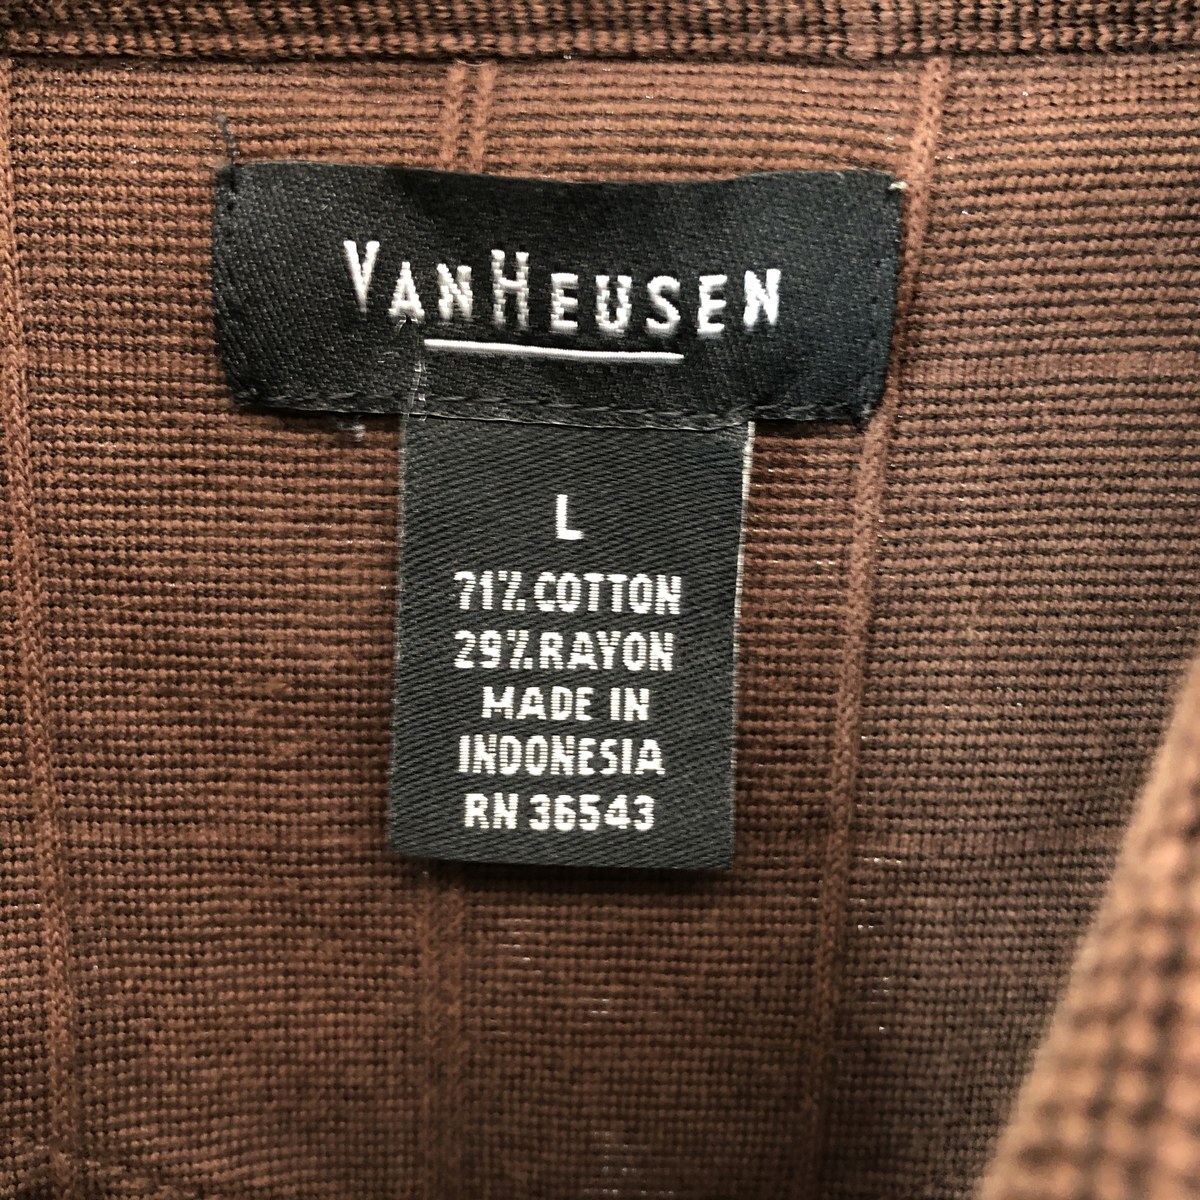 VANHEUSEN
L
71% COTTON
29% RAYON
MADE IN
INDONESIA
RN 36543